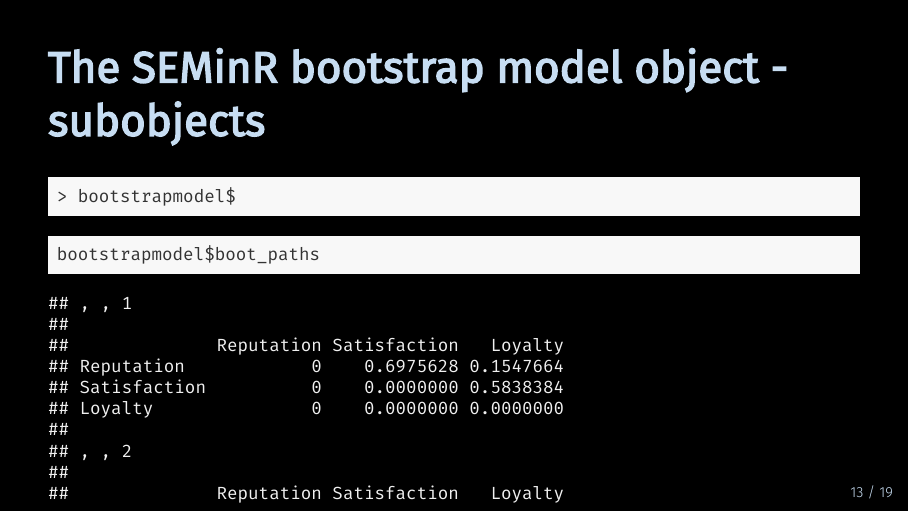 The SEMinR bootstrap model object -
subobjects
> bootstrapmodel$
bootstrapmodel$boot_paths
## , , 1
##
##              Reputation Satisfaction   Loyalty
## Reputation            0    0.6975628 0.1547664
## Satisfaction          0    0.0000000 0.5838384
## Loyalty               0    0.0000000 0.0000000
##
## , , 2
##
##              Reputation Satisfaction   Loyalty
13 / 19